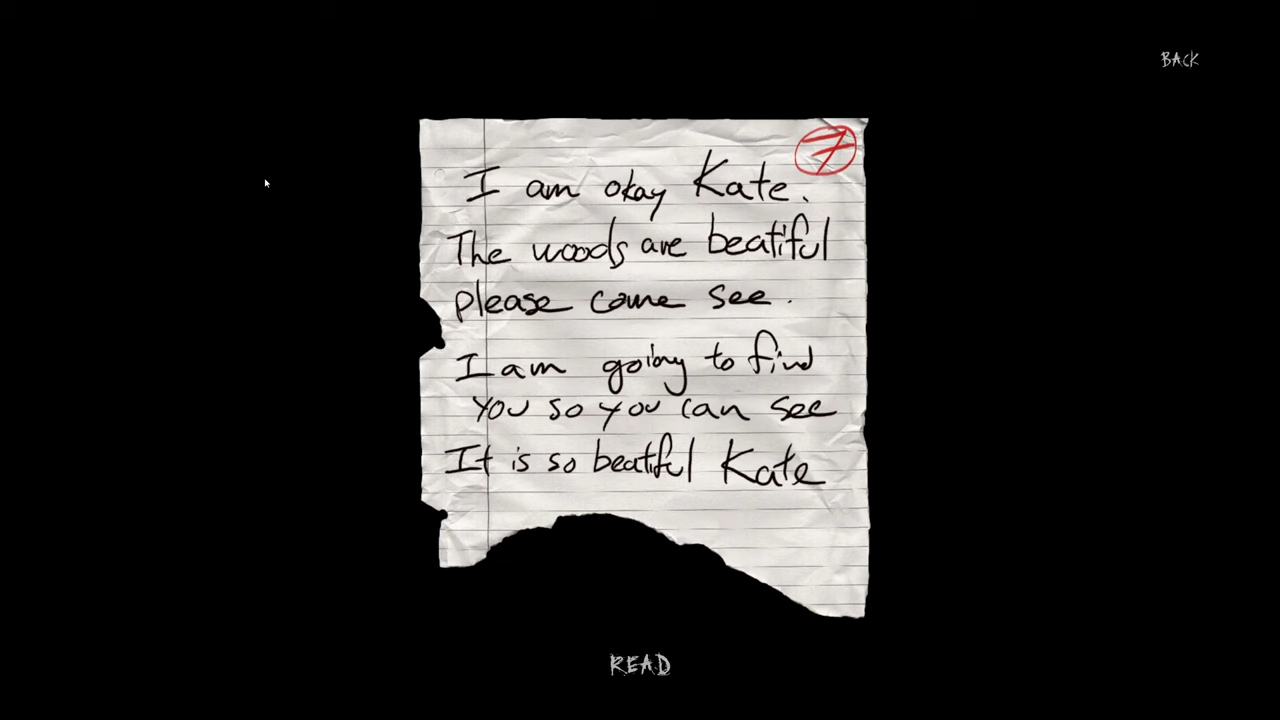 BACK
7
I am okay Kate.
The woods are beatiful
please come see.
I am going to find
you so you can see
It is so beatiful Kate
READ